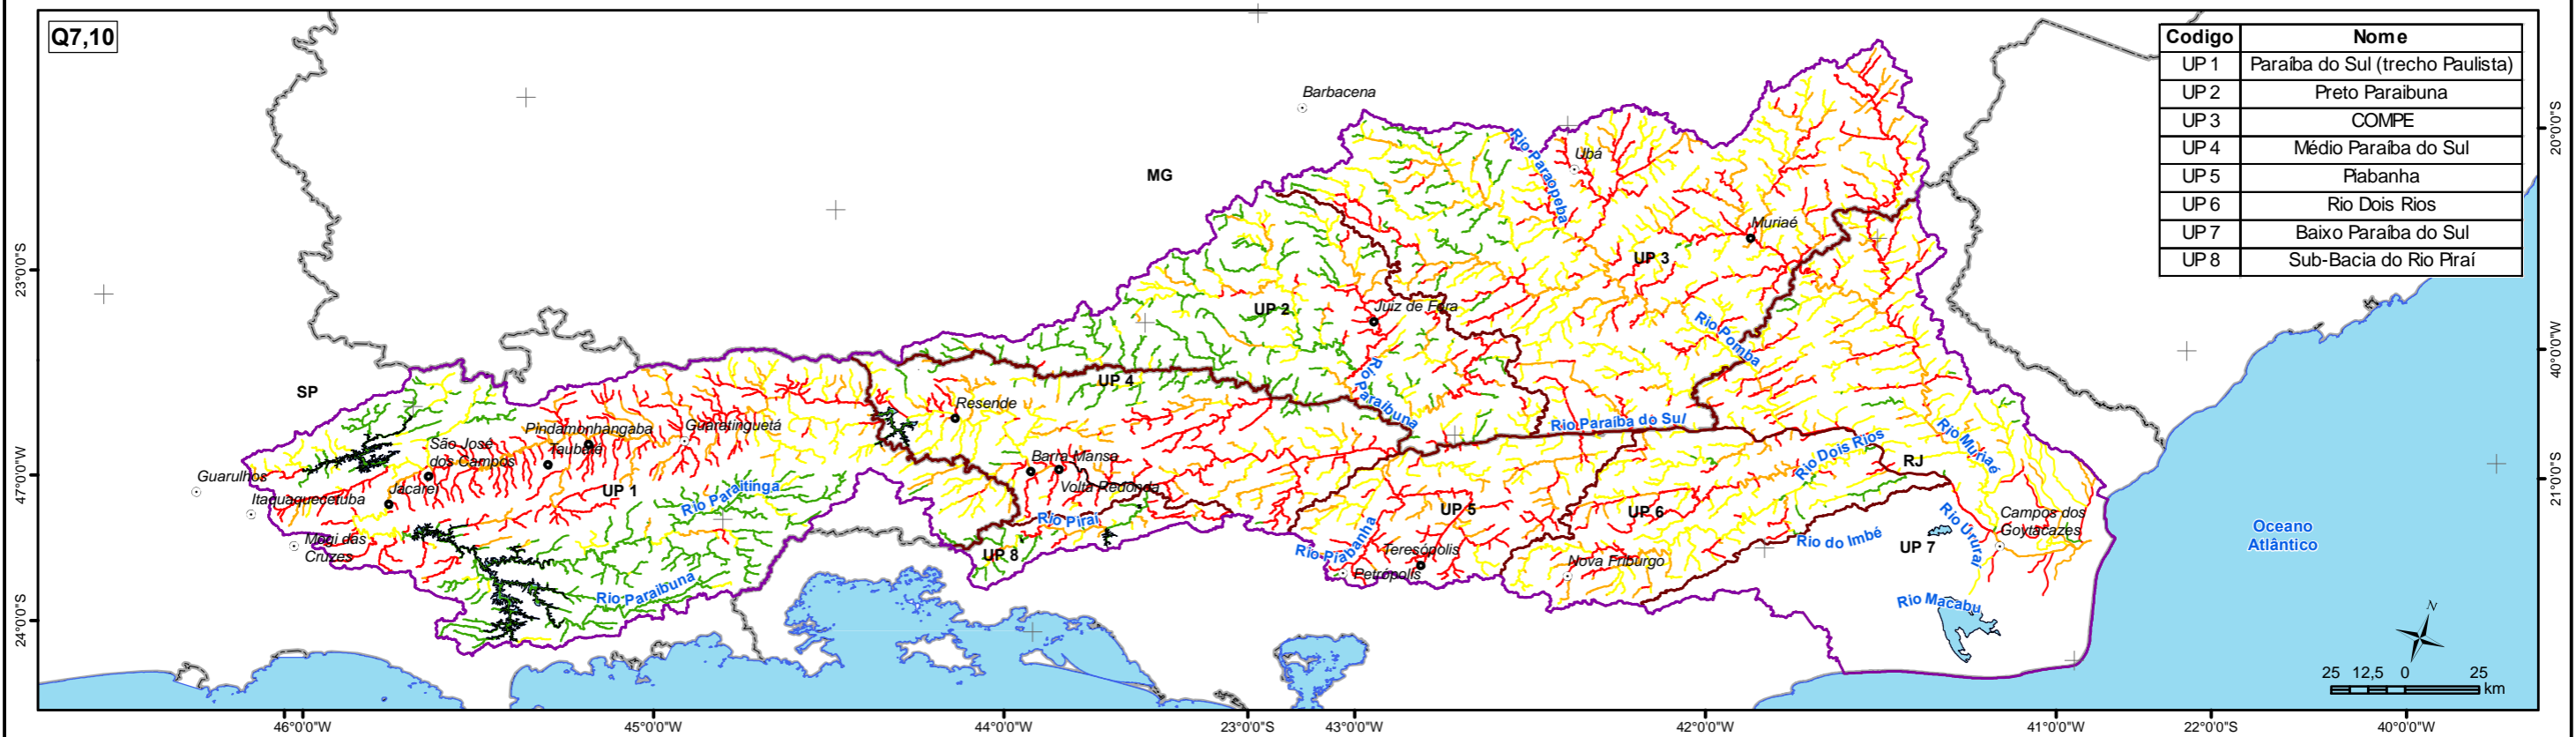 Q7,10
Codigo Nome
UP 1 Paraíba do Sul (trecho Paulista)
UP 2 Preto Paraibuna
UP 3 COMPE
UP 4 Médio Paraíba do Sul
UP 5 Piabanha
UP 6 Rio Dois Rios
UP 7 Baixo Paraíba do Sul
UP 8 Sub-Bacia do Rio Piraí
Barbacena
MG
Rio Paraopeba
Ubá
Muriaé
UP 3
UP 2
Juiz de Fora
Rio Pomba
Rio Paraibuna
SP
UP 4
Resende
Rio Paraíba do Sul
Pindamonhangaba
Guaratinguetá
São José
dos Campos
Taubaté
Rio Dois Rios
Rio Muriaé
RJ
Guarulhos
Itaquaquecetuba
Jacareí
UP 1
Rio Paraitinga
Barra Mansa
Volta Redonda
Rio Piraí
UP 5
UP 6
Rio Ururaí
Campos dos
Goytacazes
Oceano
Atlântico
Mogi das
Cruzes
UP 8
Rio Piabanha
Teresópolis
Petrópolis
Nova Friburgo
Rio do Imbé
UP 7
Rio Paraibuna
Rio Macabu
N
25 12,5 0 25
km
23°0'0"S
47°0'0"W
24°0'0"S
20°0'0"S
40°0'0"W
21°0'0"S
46°0'0"W 45°0'0"W 44°0'0"W 23°0'0"S 43°0'0"W 42°0'0"W 41°0'0"W 22°0'0"S 40°0'0"W